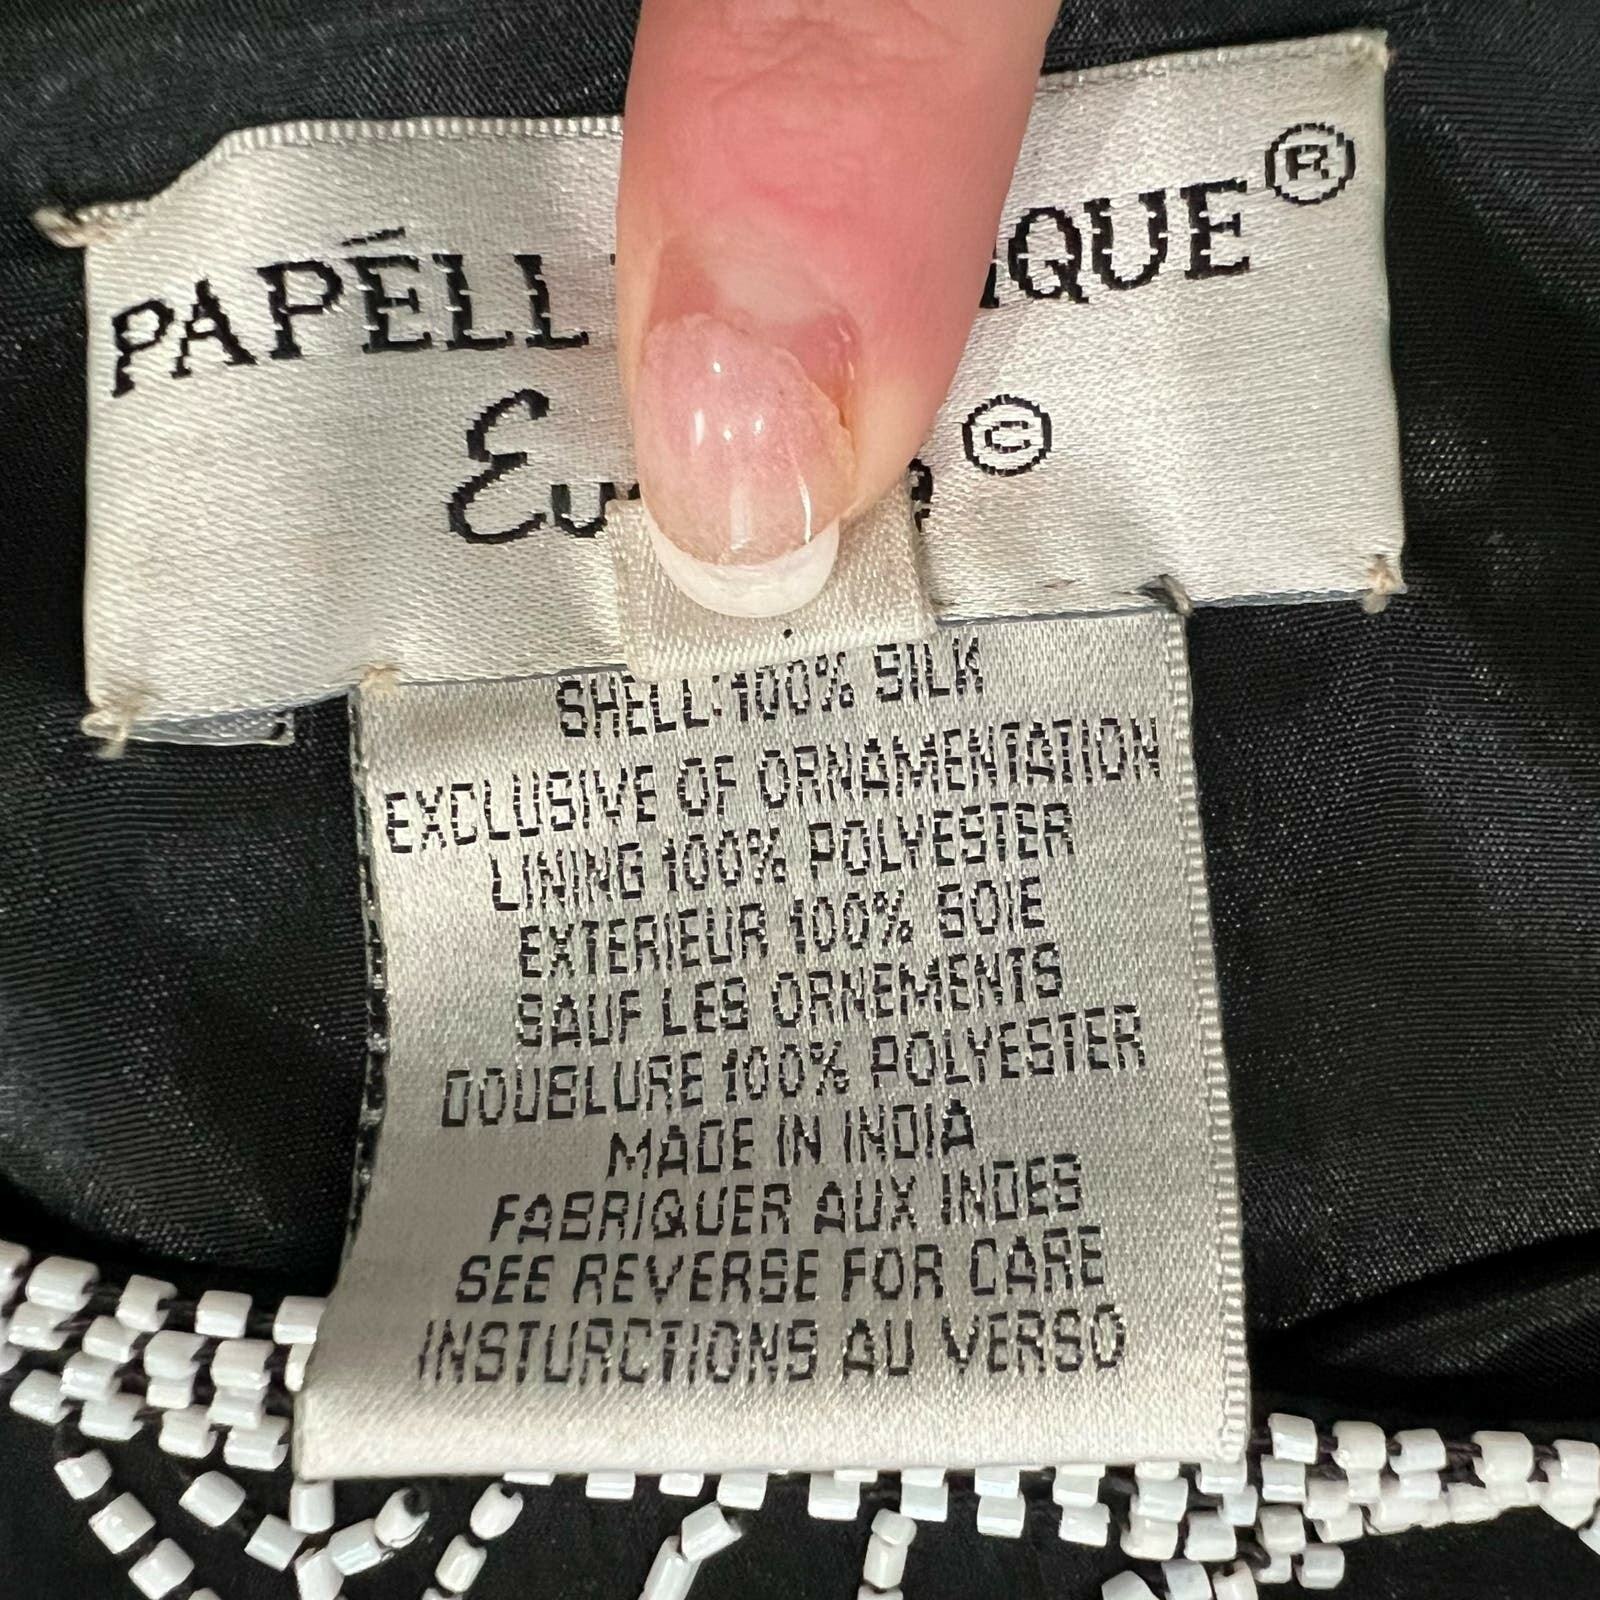 PAPÉLL ®
©
SHELL:100% SILK
EXCLUSIVE OF ORNAMENTATION
LINING 100% POLYESTER
EXTERIEUR 100% SOIE
SAUF LES ORNEMENTS
DOUBLURE 100% POLYESTER
MADE IN INDIA
FABRIQUER AUX INDES
SEE REVERSE FOR CARE
INSTURCTIONS AU VERSO